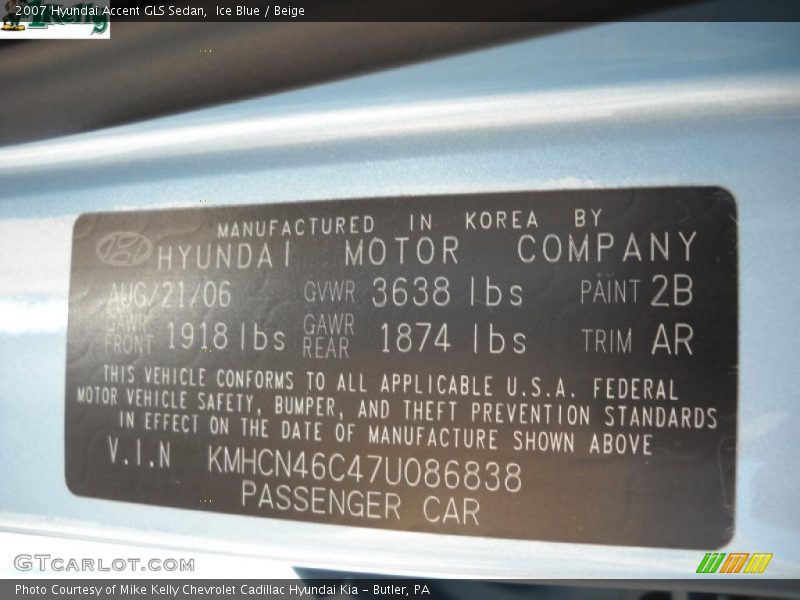 2007 Hyundai Accent GLS Sedan,  Ice Blue / Beige
MANUFACTURED IN KOREA BY
HYUNDAI MOTOR COMPANY
AUG/21/06 GVWR 3638 lbs PAINT 2B
GAWR FRONT 1918 lbs GAWR REAR 1874 lbs TRIM AR
THIS VEHICLE CONFORMS TO ALL APPLICABLE U.S.A. FEDERAL
MOTOR VEHICLE SAFETY, BUMPER, AND THEFT PREVENTION STANDARDS
IN EFFECT ON THE DATE OF MANUFACTURE SHOWN ABOVE
V.I.N KMHCN46C47U086838
PASSENGER CAR
GTCARLOT.COM
Photo Courtesy of Mike Kelly Chevrolet Cadillac Hyundai Kia - Butler, PA